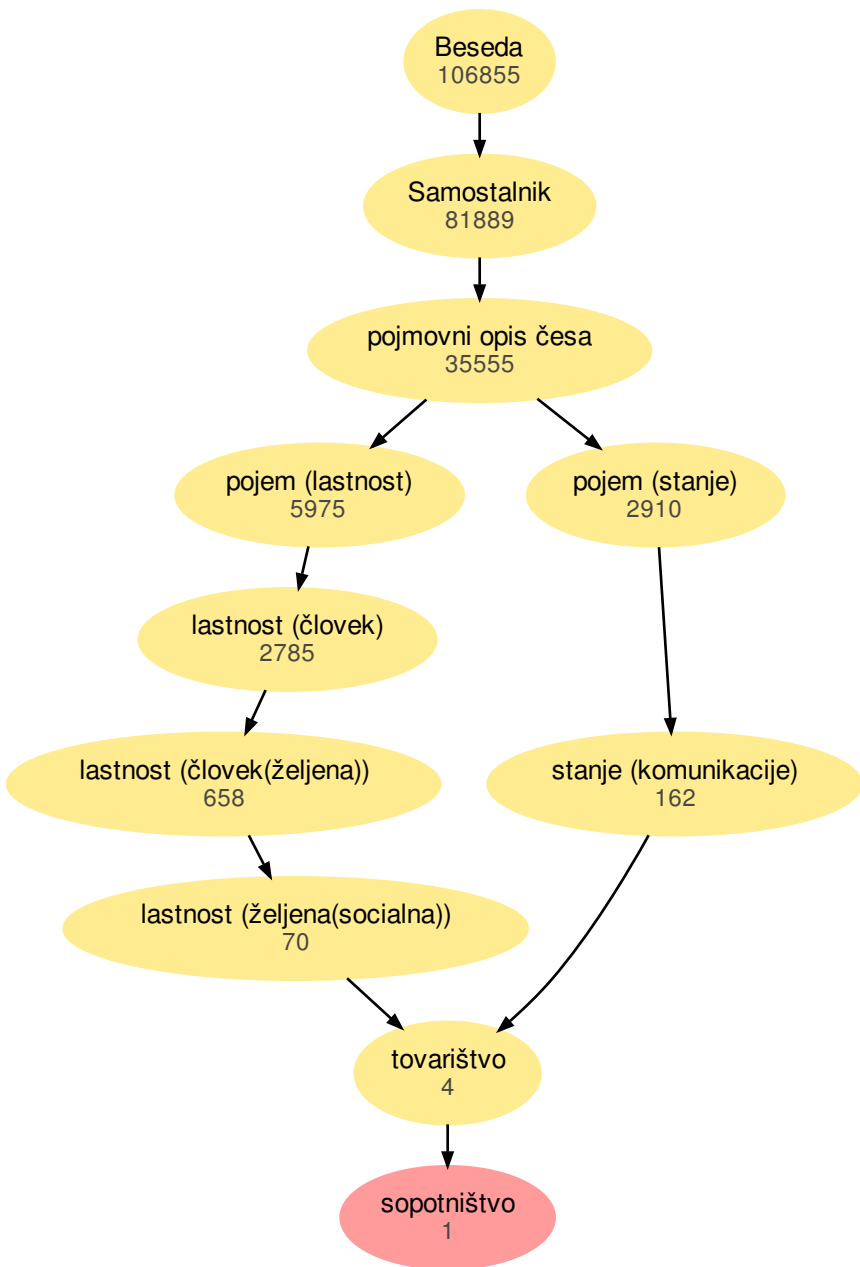 Beseda
106855
Samostalnik
81889
pojmovni opis česa
35555
pojem (lastnost)
5975
pojem (stanje)
2910
lastnost (človek)
2785
lastnost (človek(željena))
658
stanje (komunikacije)
162
lastnost (željena(socialna))
70
tovarištvo
4
sopotništvo
1